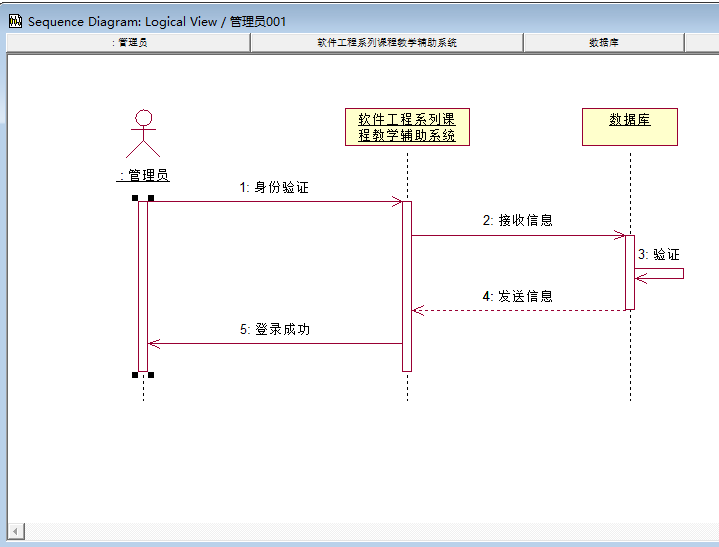 Sequence Diagram: Logical View / 管理员001
: 管理员
软件工程系列课程教学辅助系统
数据库
软件工程系列课
程教学辅助系统
数据库
: 管理员
1: 身份验证
2: 接收信息
3: 验证
4: 发送信息
5: 登录成功